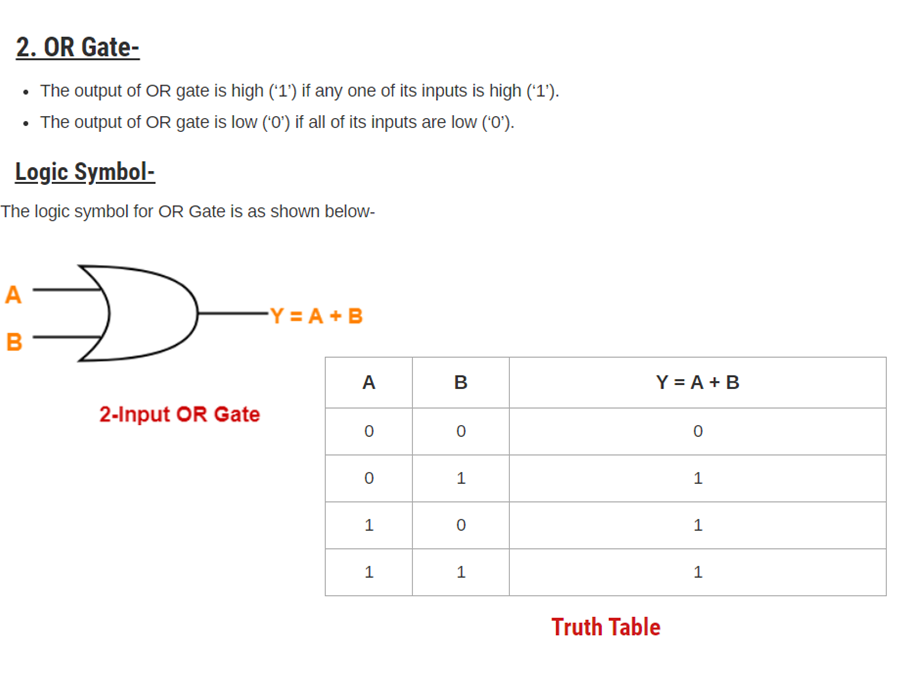 2. OR Gate-
• The output of OR gate is high (‘1’) if any one of its inputs is high (‘1’).
• The output of OR gate is low (‘0’) if all of its inputs are low (‘0’).
Logic Symbol-
The logic symbol for OR Gate is as shown below-
A
B
Y = A + B
2-Input OR Gate
A B Y = A + B
0 0 0
0 1 1
1 0 1
1 1 1
Truth Table